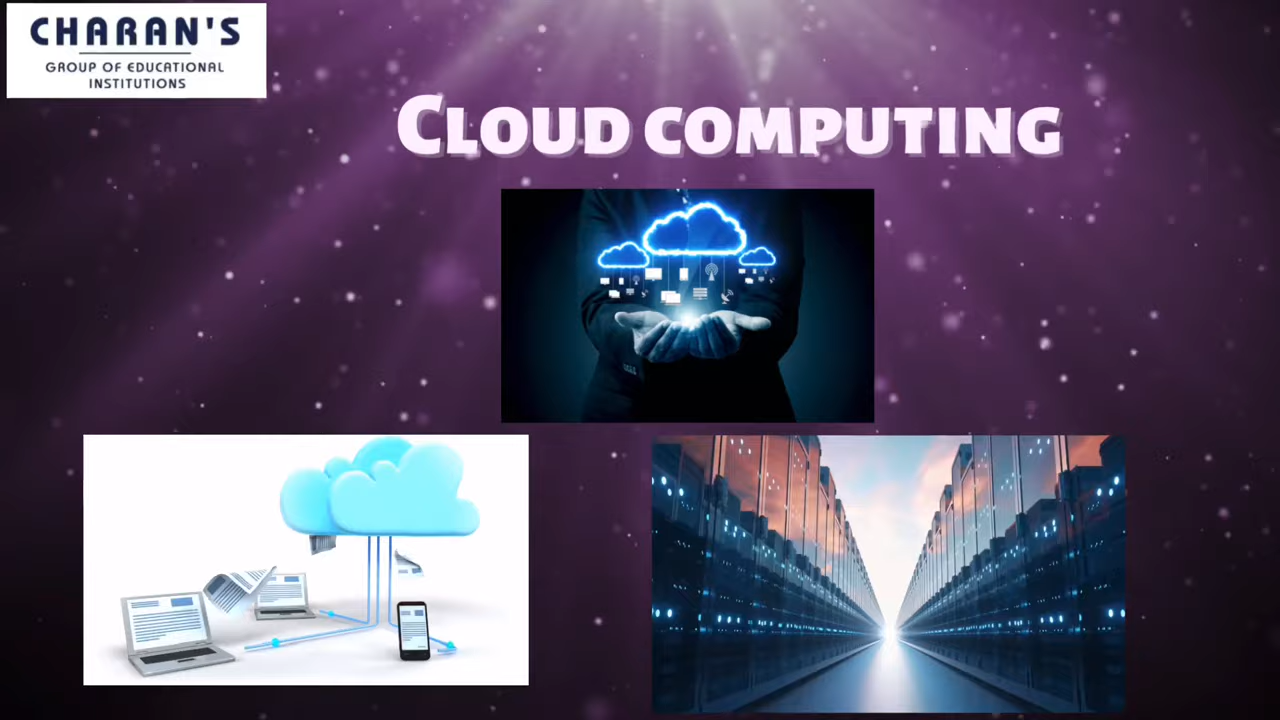 CHARAN'S
GROUP OF EDUCATIONAL
INSTITUTIONS
CLOUD COMPUTING